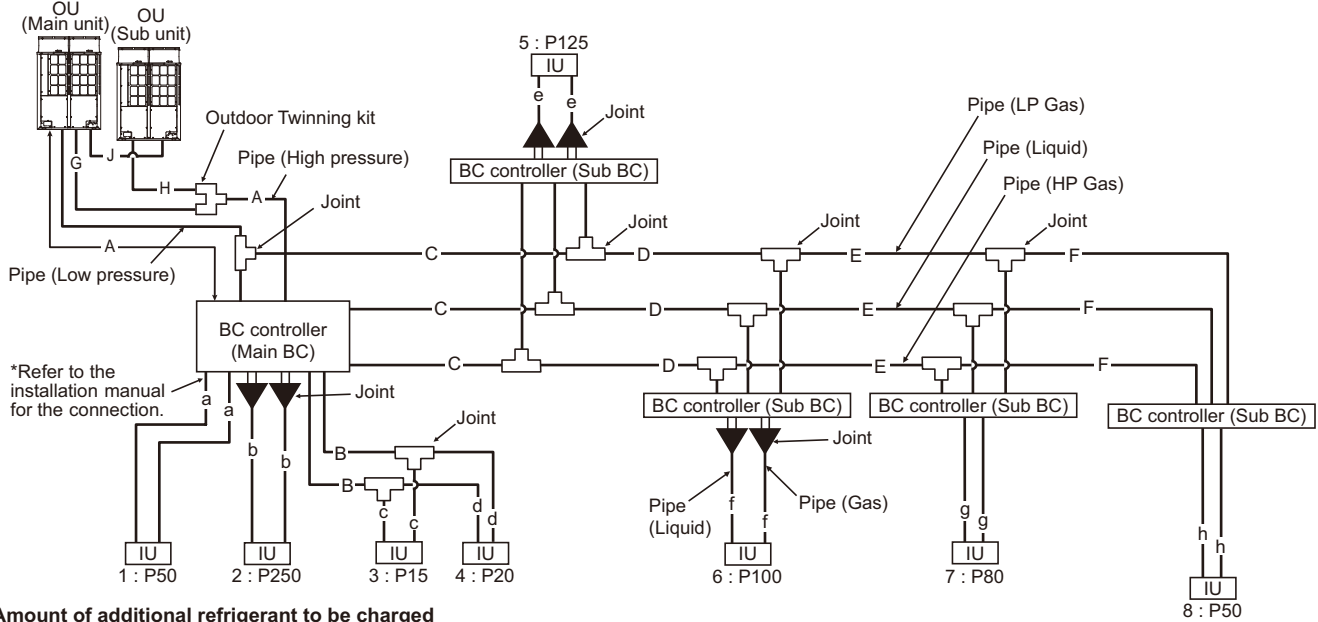 OU
(Main unit)
OU
(Sub unit)
5 : P125
IU
e
e
Joint
Outdoor Twinning kit
Pipe (High pressure)
Pipe (LP Gas)
Pipe (Liquid)
Pipe (HP Gas)
BC controller (Sub BC)
G
J
H
A
Joint
Joint
Joint
Joint
A
C
D
E
F
Pipe (Low pressure)
C
D
E
F
BC controller
(Main BC)
C
D
E
F
*Refer to the
installation manual
for the connection.
a
a
Joint
b
b
B
B
Joint
c
c
d
d
BC controller (Sub BC)
BC controller (Sub BC)
BC controller (Sub BC)
Joint
Pipe
(Liquid)
f
f
Pipe (Gas)
g
g
h
h
IU
1 : P50
IU
2 : P250
IU
3 : P15
IU
4 : P20
IU
6 : P100
IU
7 : P80
IU
8 : P50
Amount of additional refrigerant to be charged